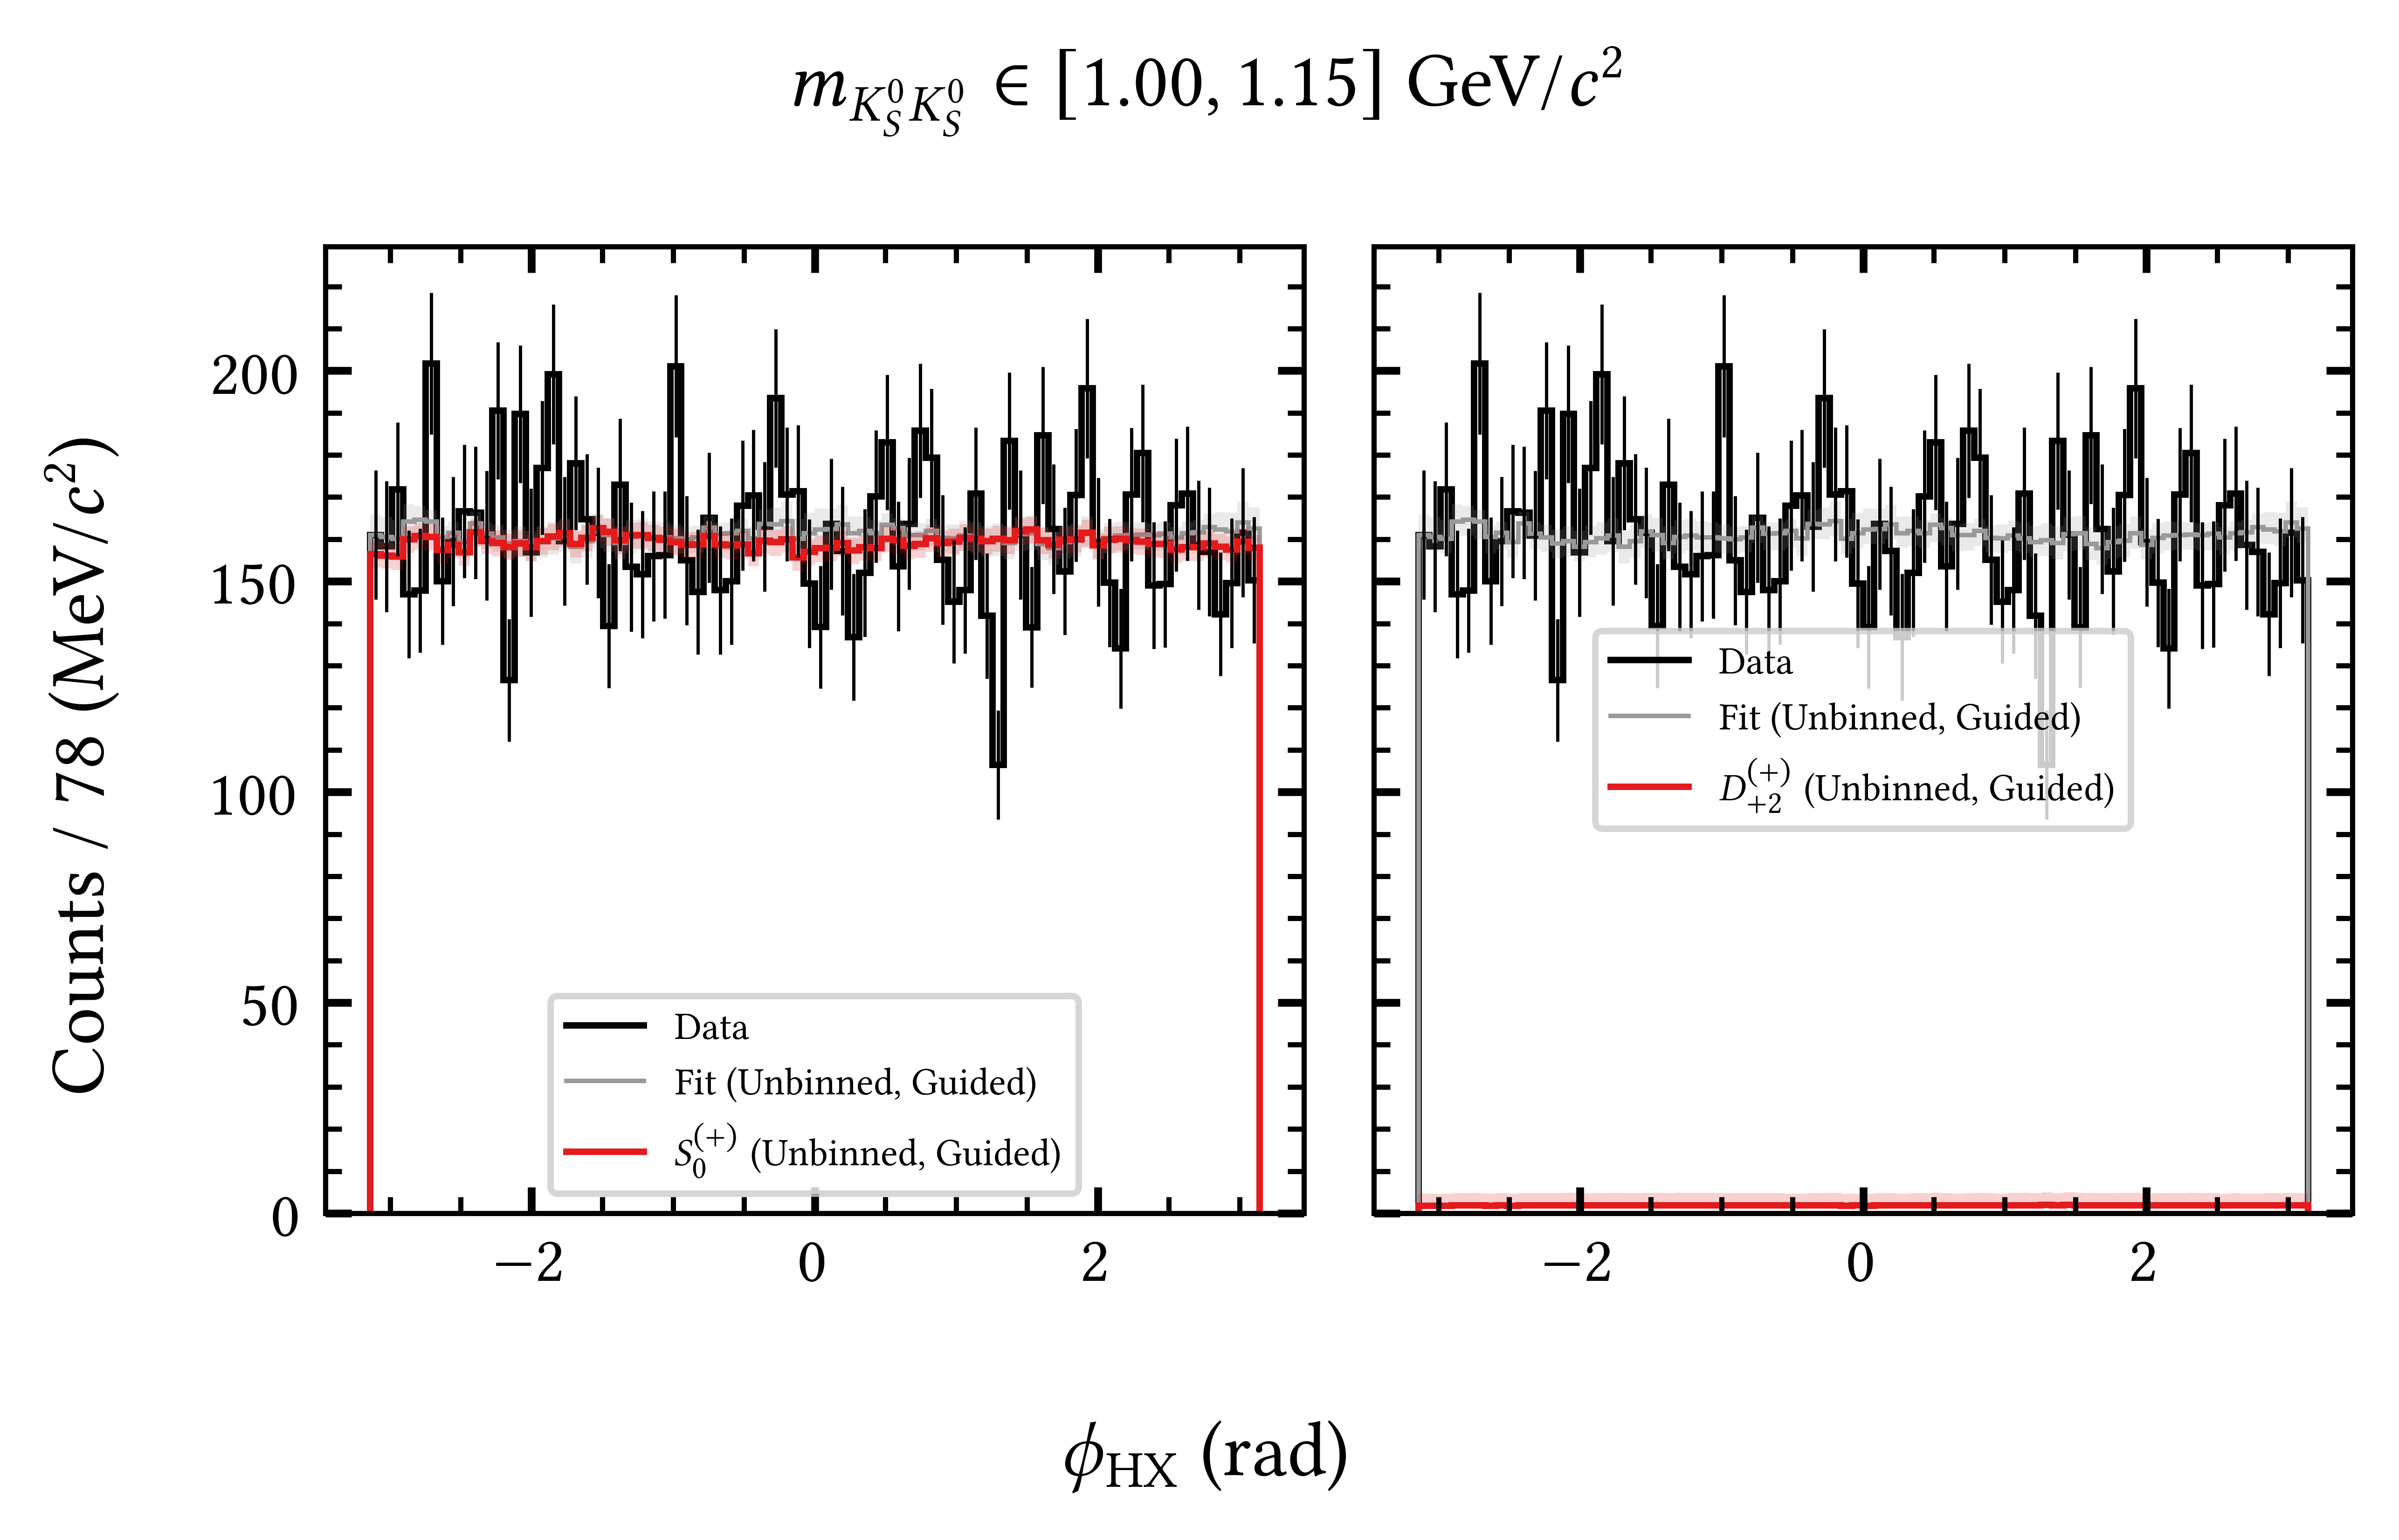 m_{K_S^0 K_S^0} ∈ [1.00, 1.15] GeV/c²
Counts / 78 (MeV/c²)
200
150
100
50
0
Data
Fit (Unbinned, Guided)
S_0^{(+)} (Unbinned, Guided)
−2
0
2
Data
Fit (Unbinned, Guided)
D_{+2}^{(+)} (Unbinned, Guided)
−2
0
2
ϕ_{HX} (rad)